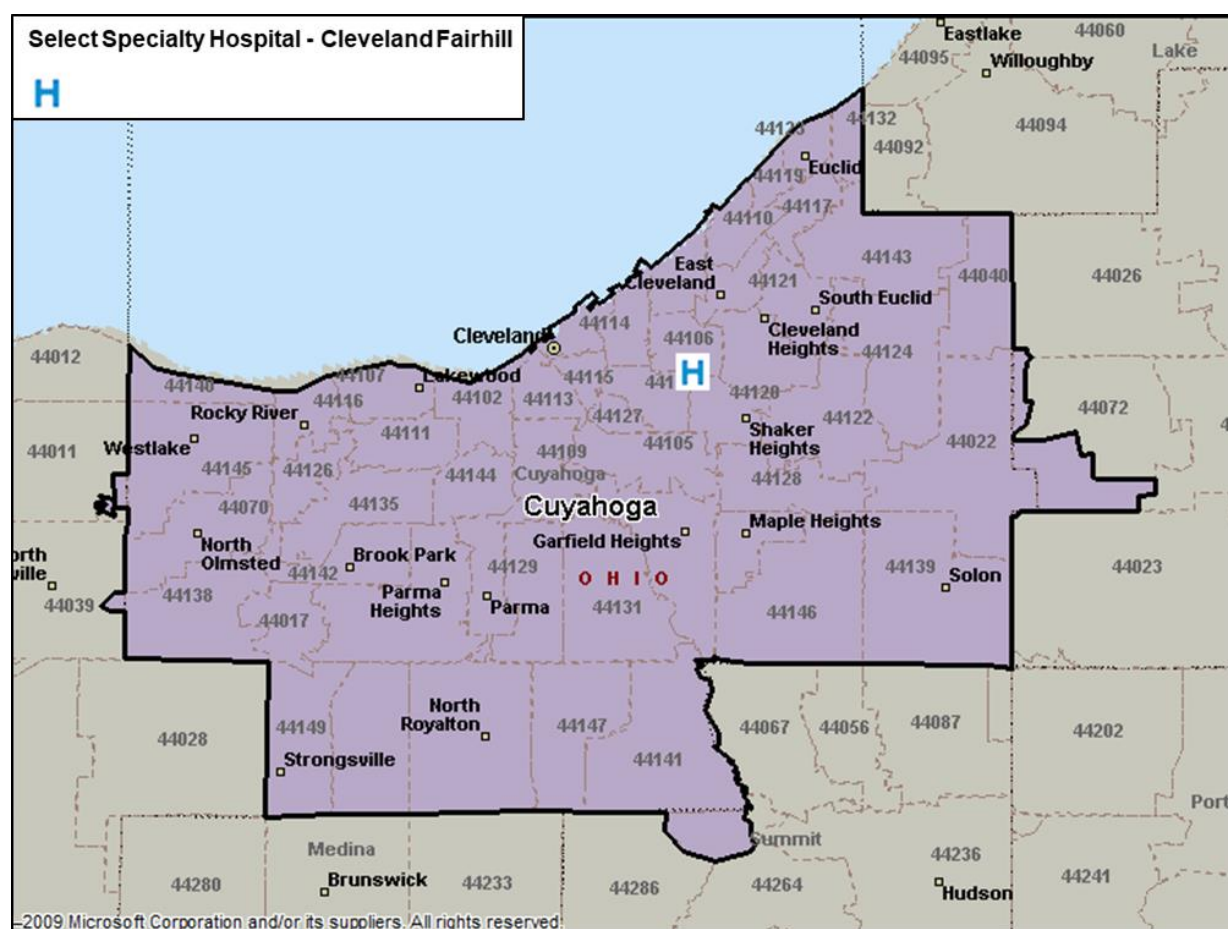 Select Specialty Hospital - Cleveland Fairhill
H
Eastlake
44060
44095
Lake
Willoughby
44094
44132
44123
44092
Euclid
44119
44117
44110
44143
East
Cleveland
44121
44040
44026
South Euclid
44114
Cleveland
Cleveland
Heights
44106
44124
44012
44107
Lakewood
44140
44115
H
44116
44102
44113
44120
44072
Rocky River
44127
44122
44111
Shaker
Heights
44105
44022
Westlake
44011
44109
44145
44126
44144
Cuyahoga
44128
44135
44070
Cuyahoga
Maple Heights
North
Olmsted
Garfield Heights
Brook Park
44129
44142
OHIO
44139
Solon
44023
44039
44138
Parma
Heights
Parma
44131
44146
44017
North
Royalton
44149
44147
44067
44056
44087
44202
44028
Strongsville
44141
Medina
Summit
44236
44280
Brunswick
44233
44286
44264
Hudson
44241
2009 Microsoft Corporation and/or its suppliers. All rights reserved.